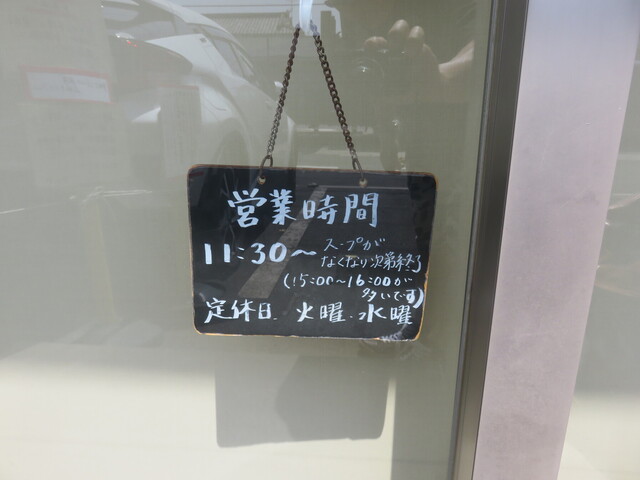 営業時間
11:30～ スープが
なくなり次第終了
(15:00～16:00が
多いです)
定休日. 火曜.水曜